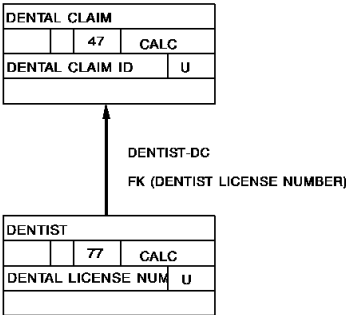 DENTAL CLAIM
47 CALC
DENTAL CLAIM ID U
DENTIST-DC
FK (DENTIST LICENSE NUMBER)
DENTIST
77 CALC
DENTAL LICENSE NUM U